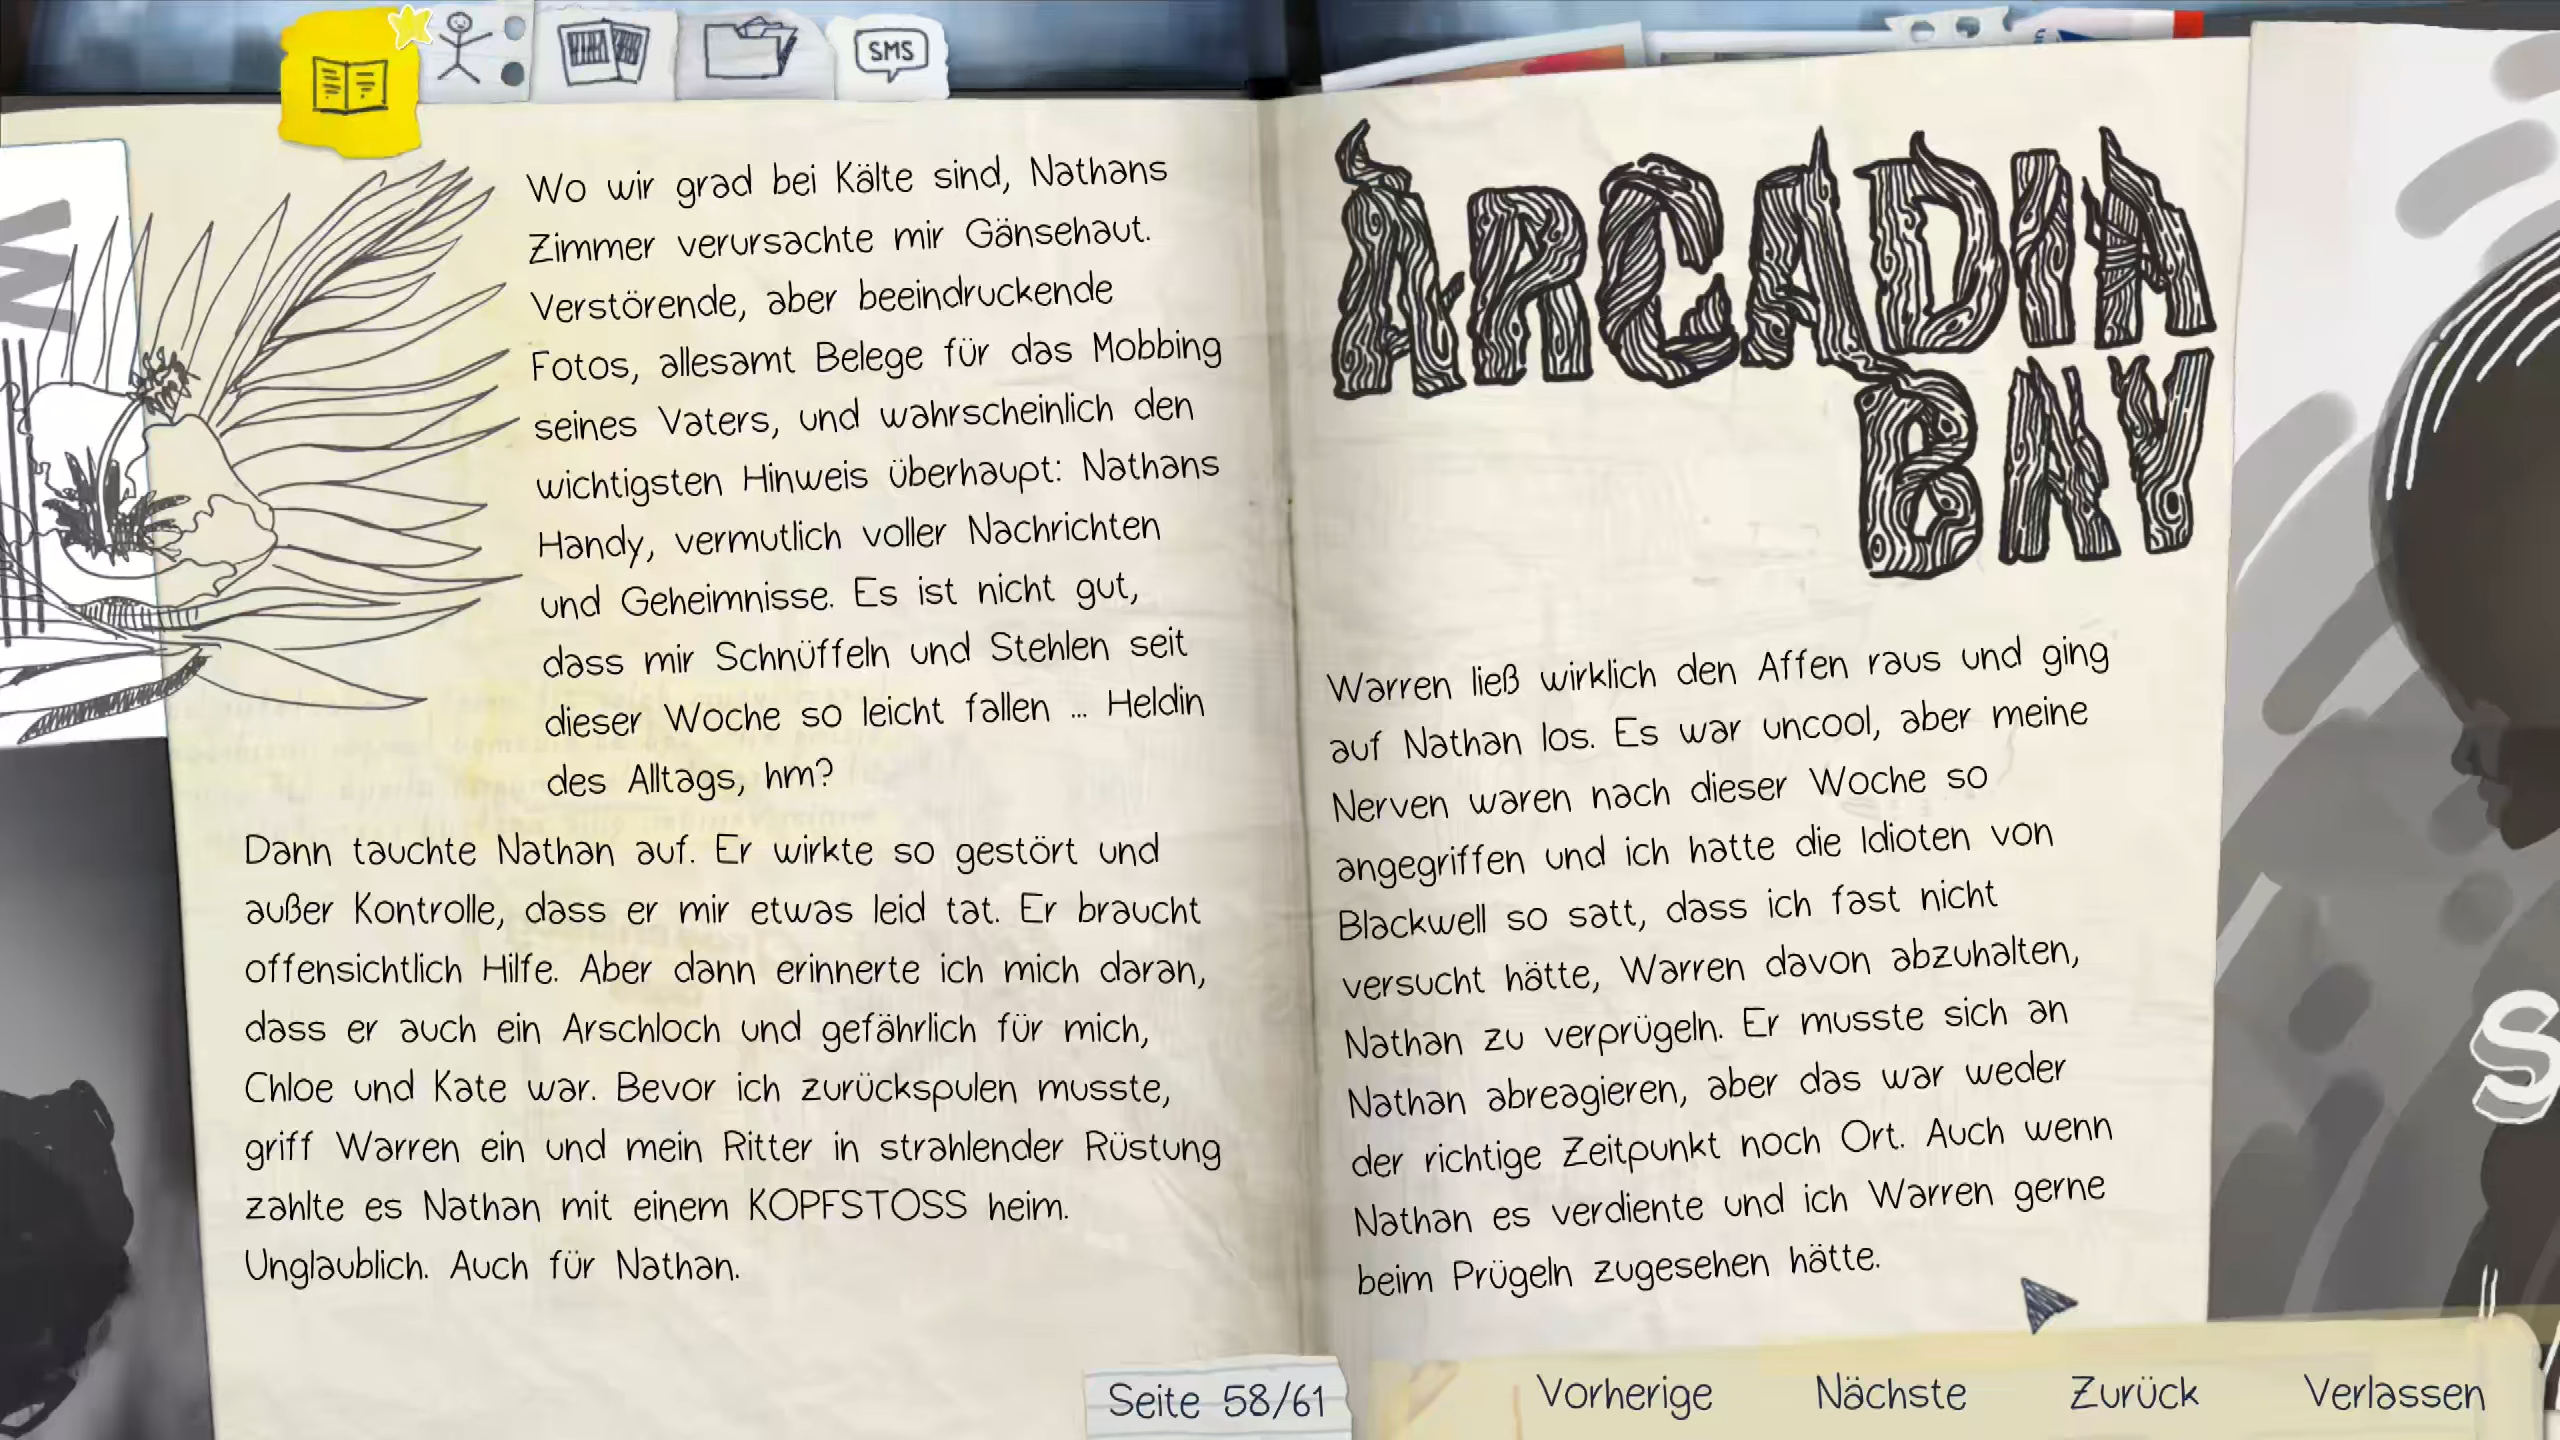 SMS
Wo wir grad bei Kälte sind, Nathans
Zimmer verursachte mir Gänsehaut.
Verstörende, aber beeindruckende
Fotos, allesamt Belege für das Mobbing
seines Vaters, und wahrscheinlich den
wichtigsten Hinweis überhaupt: Nathans
Handy, vermutlich voller Nachrichten
und Geheimnisse. Es ist nicht gut,
dass mir Schnüffeln und Stehlen seit
dieser Woche so leicht fallen ... Heldin
des Alltags, hm?
Dann tauchte Nathan auf. Er wirkte so gestört und
außer Kontrolle, dass er mir etwas leid tat. Er braucht
offensichtlich Hilfe. Aber dann erinnerte ich mich daran,
dass er auch ein Arschloch und gefährlich für mich,
Chloe und Kate war. Bevor ich zurückspulen musste,
griff Warren ein und mein Ritter in strahlender Rüstung
zahlte es Nathan mit einem KOPFSTOSS heim.
Unglaublich. Auch für Nathan.
ARCADIA
BAY
Warren ließ wirklich den Affen raus und ging
auf Nathan los. Es war uncool, aber meine
Nerven waren nach dieser Woche so
angegriffen und ich hatte die Idioten von
Blackwell so satt, dass ich fast nicht
versucht hätte, Warren davon abzuhalten,
Nathan zu verprügeln. Er musste sich an
Nathan abreagieren, aber das war weder
der richtige Zeitpunkt noch Ort. Auch wenn
Nathan es verdiente und ich Warren gerne
beim Prügeln zugesehen hätte.
S
Seite 58/61
Vorherige Nächste Zurück Verlassen